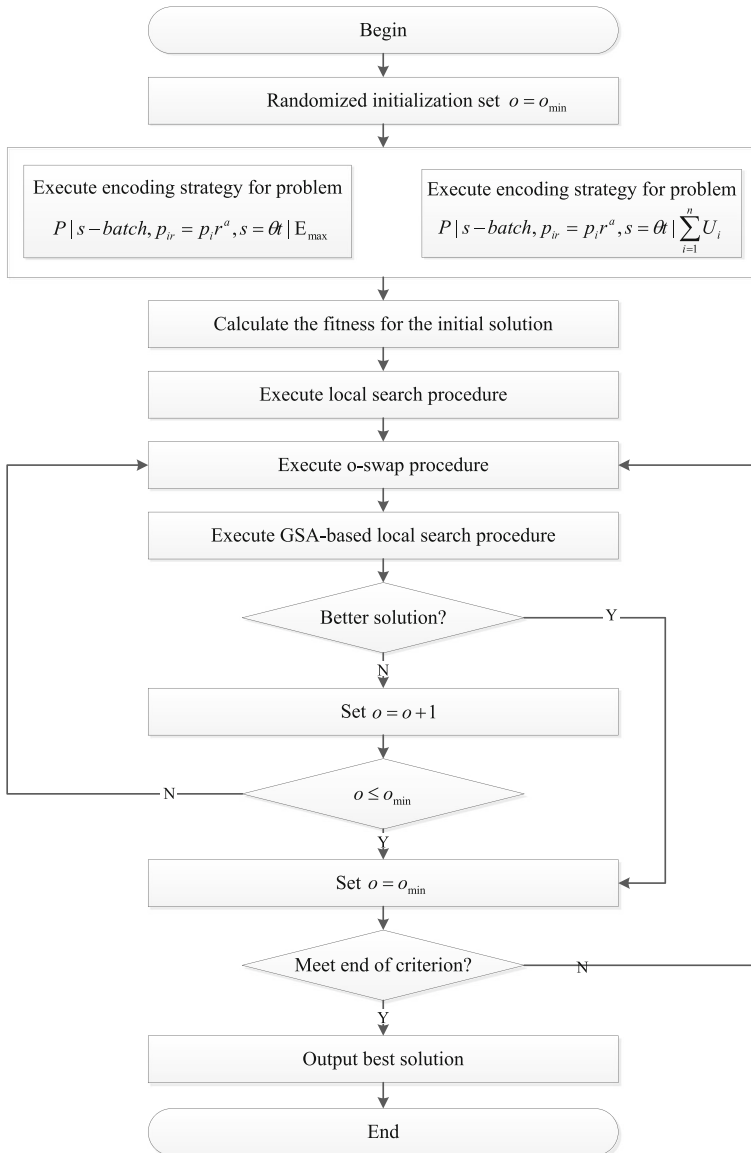 Begin
Randomized initialization set o = o_min
Execute encoding strategy for problem
P | s−batch, p_ir = p_i r^a, s = θt | E_max
Execute encoding strategy for problem
P | s−batch, p_ir = p_i r^a, s = θt | ∑_{i=1}^{n} U_i
Calculate the fitness for the initial solution
Execute local search procedure
Execute o-swap procedure
Execute GSA-based local search procedure
Better solution?
Y
N
Set o = o+1
o ≤ o_min
N
Y
Set o = o_min
Meet end of criterion?
N
Y
Output best solution
End